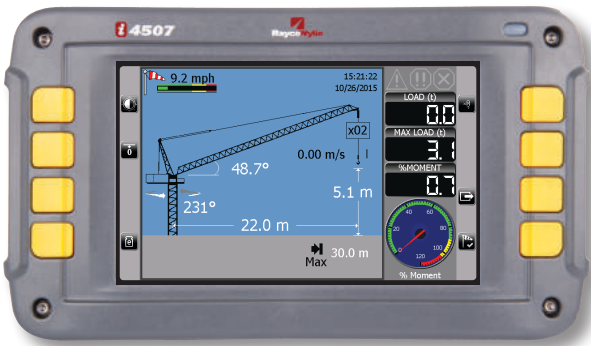 i4507
RaycoWylie
9.2 mph
15:21:22
10/26/2015
LOAD (t)
0.0
MAX LOAD (t)
3.1
%MOMENT
0.7
x02
0.00 m/s
48.7°
5.1 m
231°
22.0 m
Max
30.0 m
0
20
40
60
80
100
120
% Moment
0